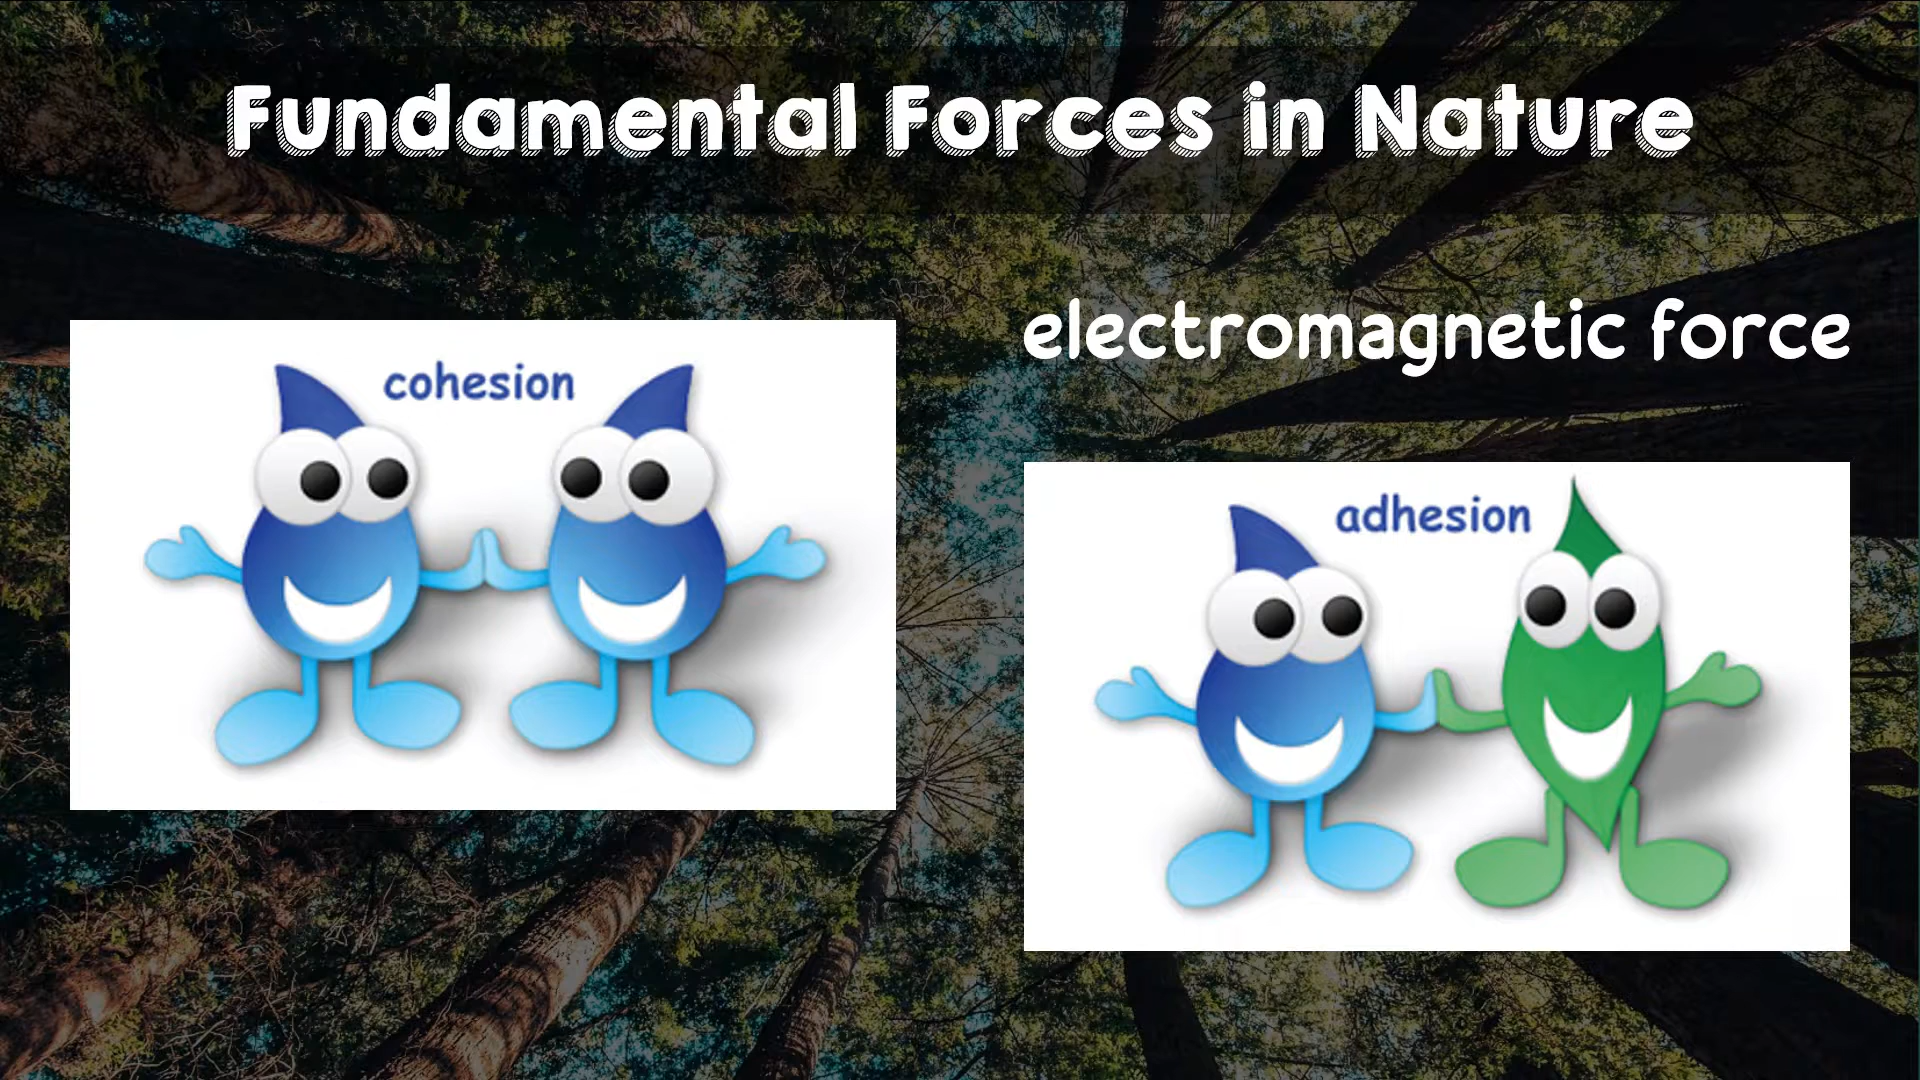 Fundamental Forces in Nature
electromagnetic force
cohesion
adhesion